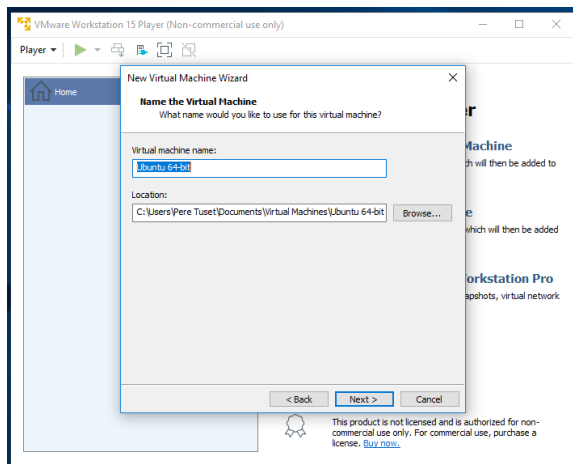 VMware Workstation 15 Player (Non-commercial use only)
Player
Home
New Virtual Machine Wizard
Name the Virtual Machine
What name would you like to use for this virtual machine?
Virtual machine name:
Ubuntu 64-bit
Location:
C:\Users\Pere Tuset\Documents\Virtual Machines\Ubuntu 64-bit
Browse...
< Back
Next >
Cancel
er
Machine
will then be added to
which will then be added
orkstation Pro
apshots, virtual network
This product is not licensed and is authorized for non-
commercial use only. For commercial use, purchase a
license. Buy now.